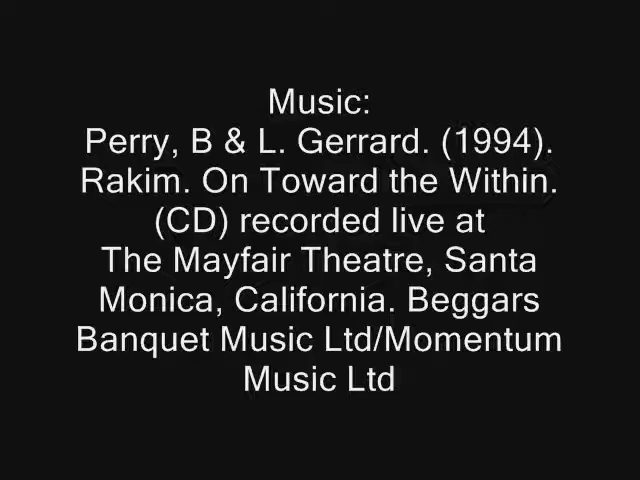 Music:
Perry, B & L. Gerrard. (1994).
Rakim. On Toward the Within.
(CD) recorded live at
The Mayfair Theatre, Santa
Monica, California. Beggars
Banquet Music Ltd/Momentum
Music Ltd